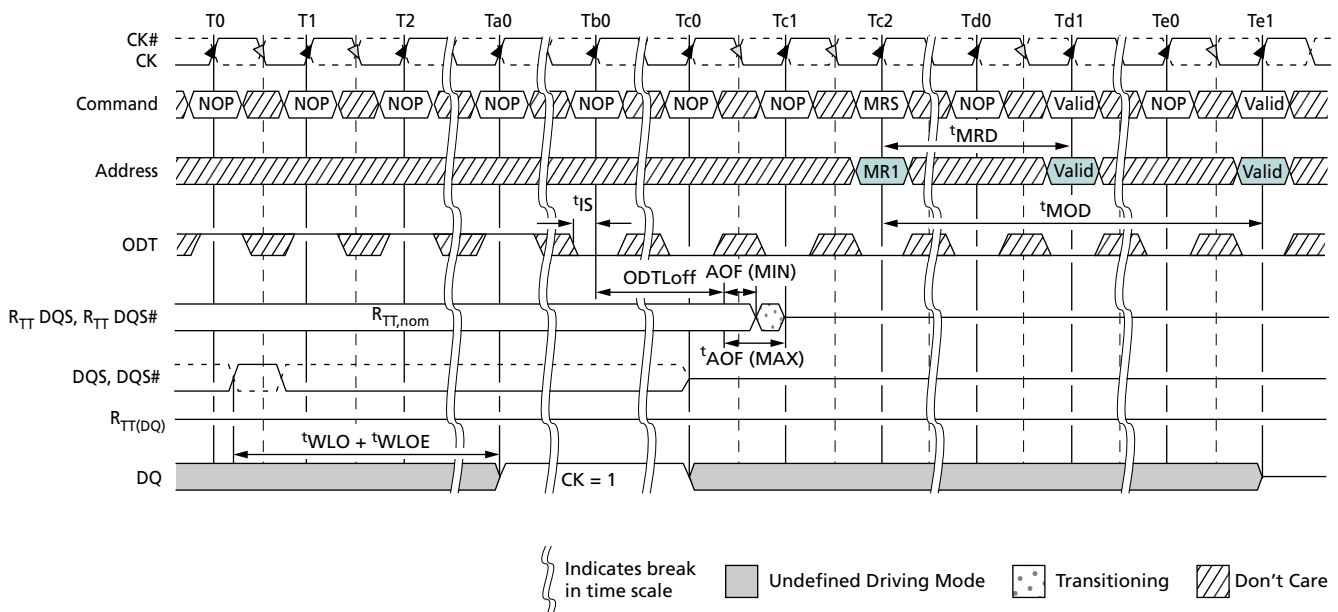 T0 T1 T2 Ta0 Tb0 Tc0 Tc1 Tc2 Td0 Td1 Te0 Te1
CK#
CK
Command NOP NOP NOP NOP NOP NOP NOP MRS NOP Valid NOP Valid
tMRD
Address MR1 Valid Valid
tIS
tMOD
ODT
ODTLoff AOF (MIN)
RTT DQS, RTT DQS# RTT,nom
tAOF (MAX)
DQS, DQS#
RTT(DQ)
tWLO + tWLOE
DQ CK = 1
Indicates break
in time scale
Undefined Driving Mode
Transitioning
Don't Care